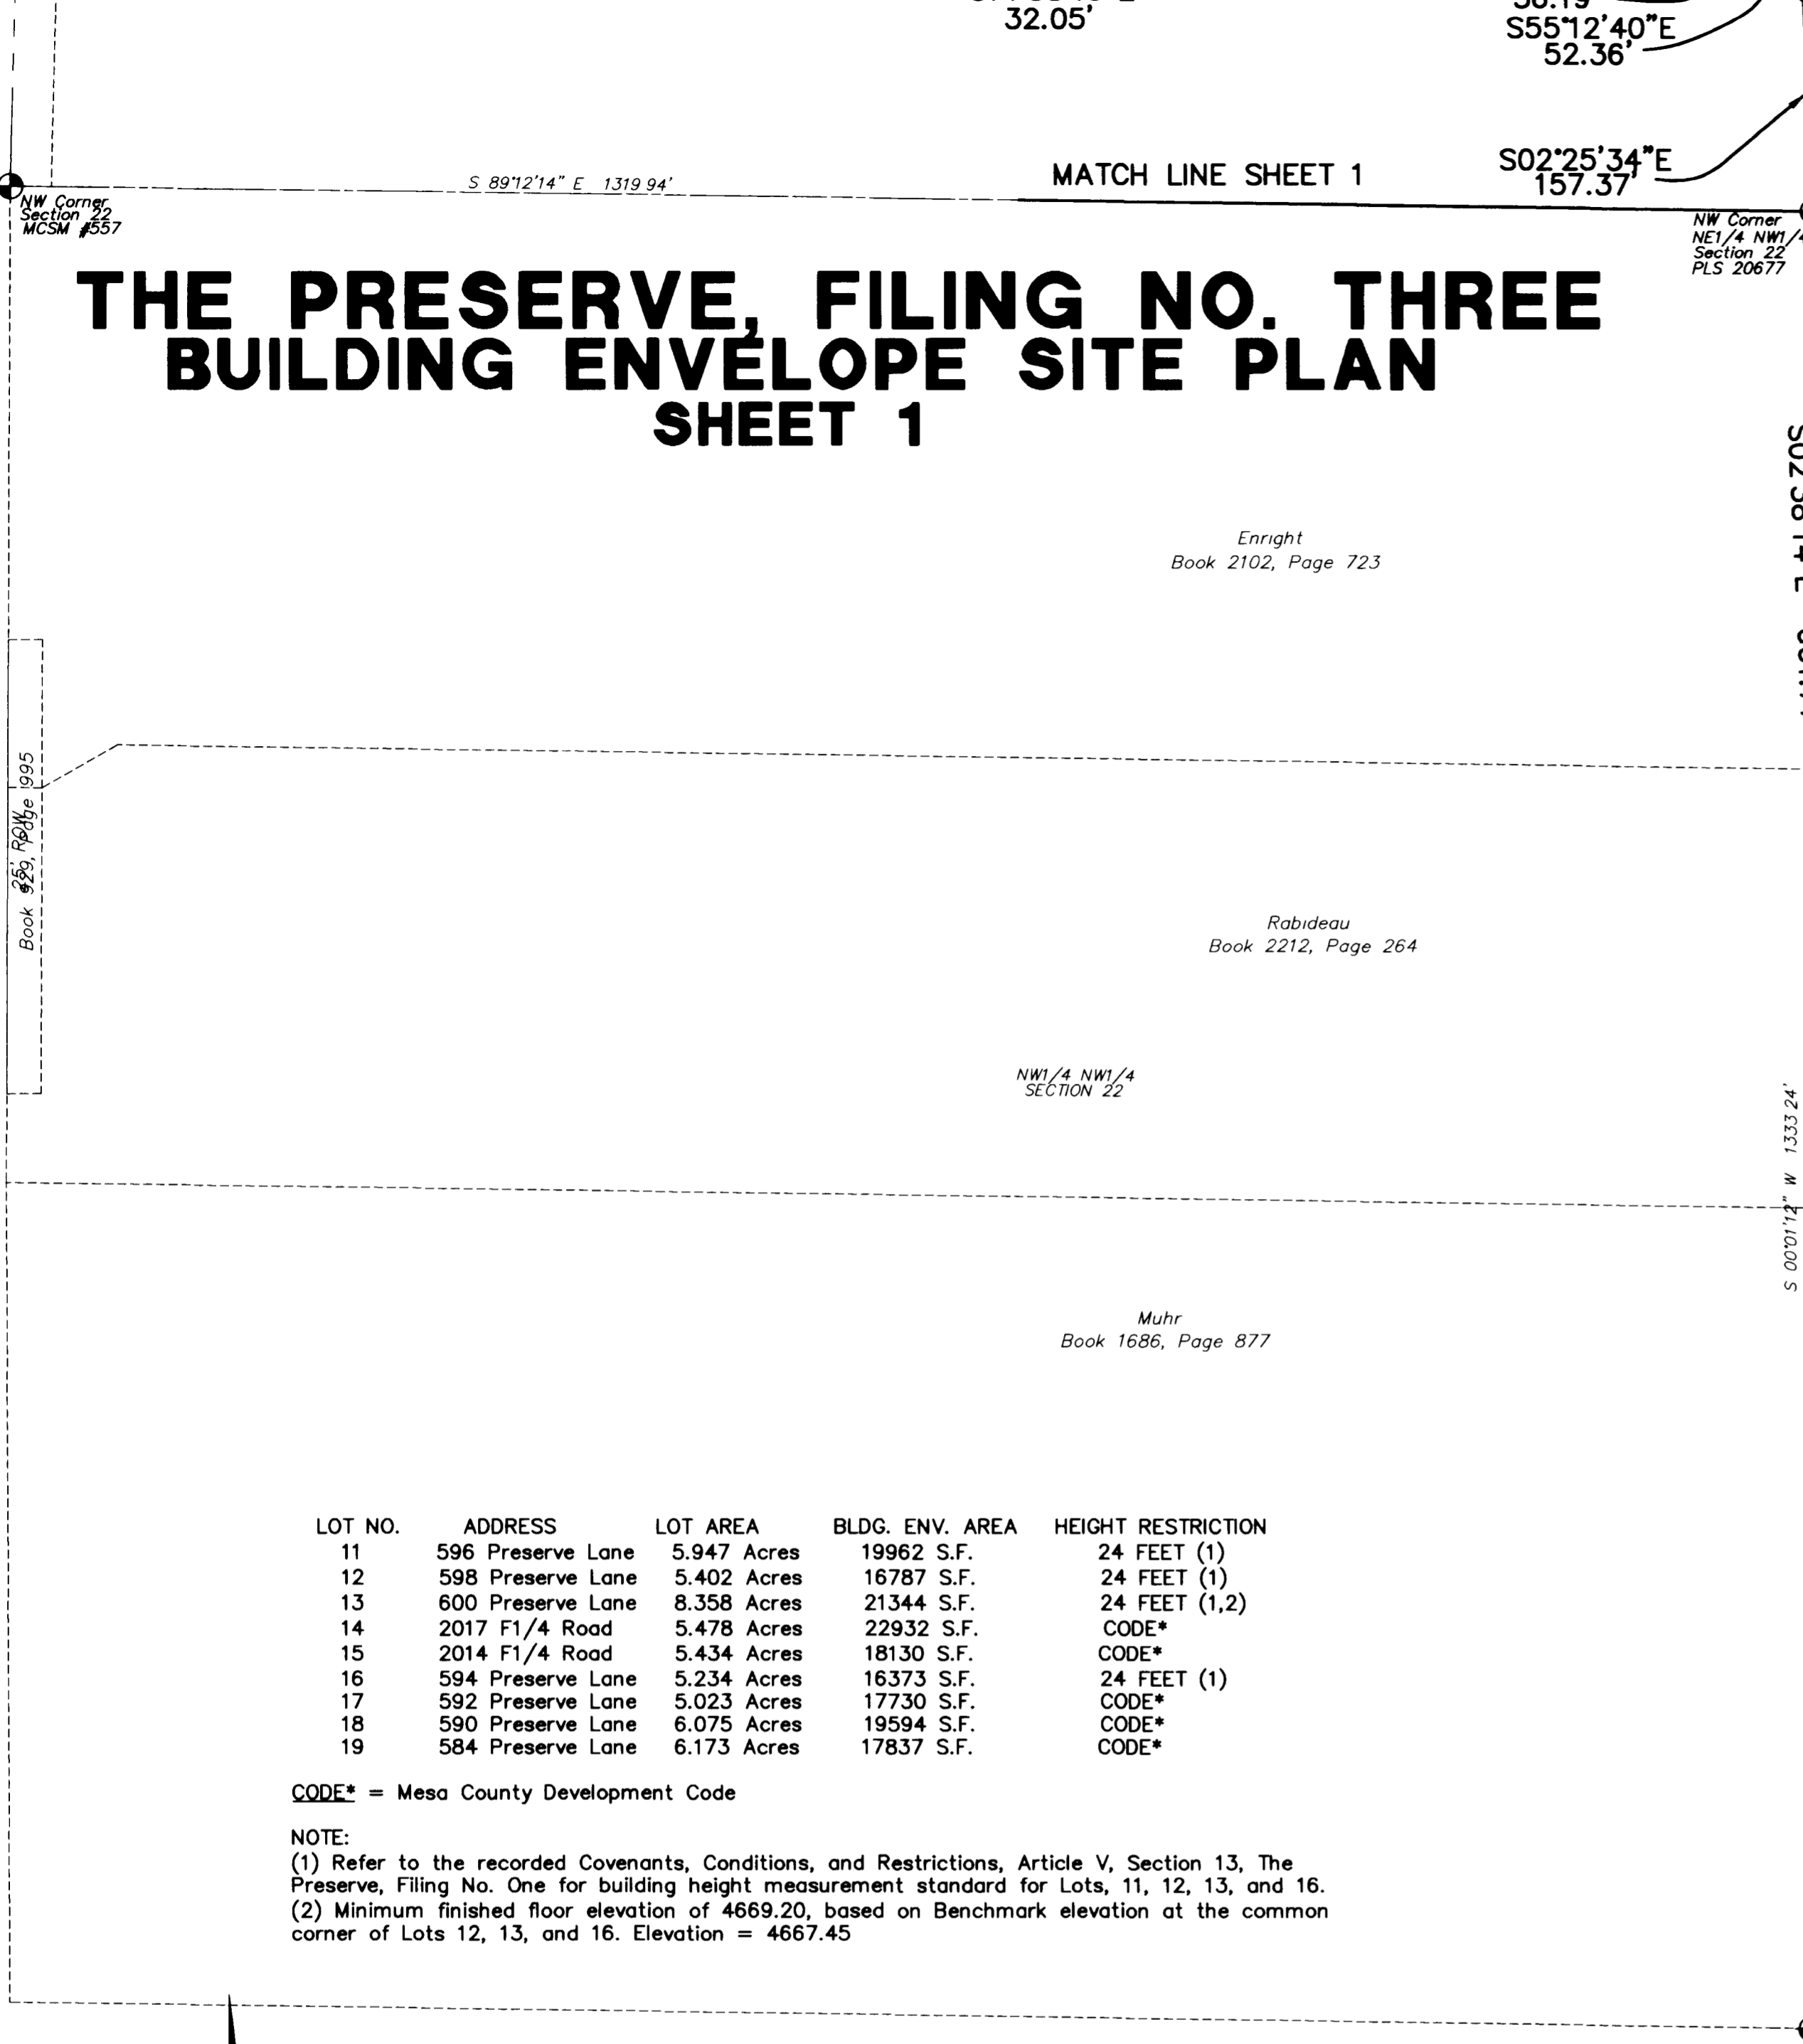 32.05'
S55°12'40"E
52.36'
S 89°12'14" E 1319 94'
MATCH LINE SHEET 1
S02°25'34"E
157.37'
NW Corner
Section 22
MCSM #557
NW Corner
NE1/4 NW1/4
Section 22
PLS 20677
THE PRESERVE, FILING NO. THREE
BUILDING ENVELOPE SITE PLAN
SHEET 1
Enright
Book 2102, Page 723
25' ROW
Book 929, Page 995
Rabideau
Book 2212, Page 264
NW1/4 NW1/4
SECTION 22
S 00°01'12" W 1333 24'
Muhr
Book 1686, Page 877
LOT NO. ADDRESS LOT AREA BLDG. ENV. AREA HEIGHT RESTRICTION
11 596 Preserve Lane 5.947 Acres 19962 S.F. 24 FEET (1)
12 598 Preserve Lane 5.402 Acres 16787 S.F. 24 FEET (1)
13 600 Preserve Lane 8.358 Acres 21344 S.F. 24 FEET (1,2)
14 2017 F1/4 Road 5.478 Acres 22932 S.F. CODE*
15 2014 F1/4 Road 5.434 Acres 18130 S.F. CODE*
16 594 Preserve Lane 5.234 Acres 16373 S.F. 24 FEET (1)
17 592 Preserve Lane 5.023 Acres 17730 S.F. CODE*
18 590 Preserve Lane 6.075 Acres 19594 S.F. CODE*
19 584 Preserve Lane 6.173 Acres 17837 S.F. CODE*
CODE* = Mesa County Development Code
NOTE:
(1) Refer to the recorded Covenants, Conditions, and Restrictions, Article V, Section 13, The
Preserve, Filing No. One for building height measurement standard for Lots, 11, 12, 13, and 16.
(2) Minimum finished floor elevation of 4669.20, based on Benchmark elevation at the common
corner of Lots 12, 13, and 16. Elevation = 4667.45